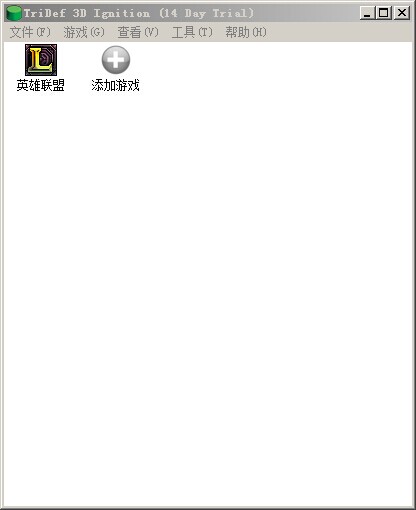 TriDef 3D Ignition (14 Day Trial)
文件(F) 游戏(G) 查看(V) 工具(T) 帮助(H)
L
英雄联盟 添加游戏